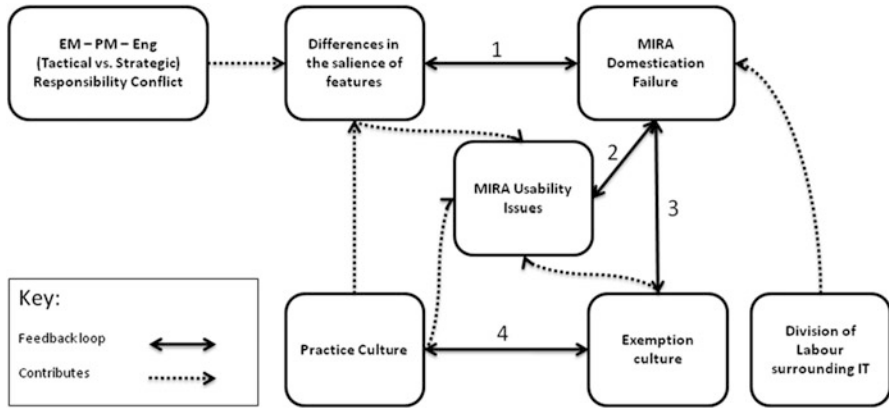 EM – PM – Eng
(Tactical vs. Strategic)
Responsibility Conflict
Differences in
the salience of
features
1
MIRA
Domestication
Failure
2
MIRA Usability
Issues
3
Key:
Feedback loop
Contributes
Practice Culture
4
Exemption
culture
Division of
Labour
surrounding IT